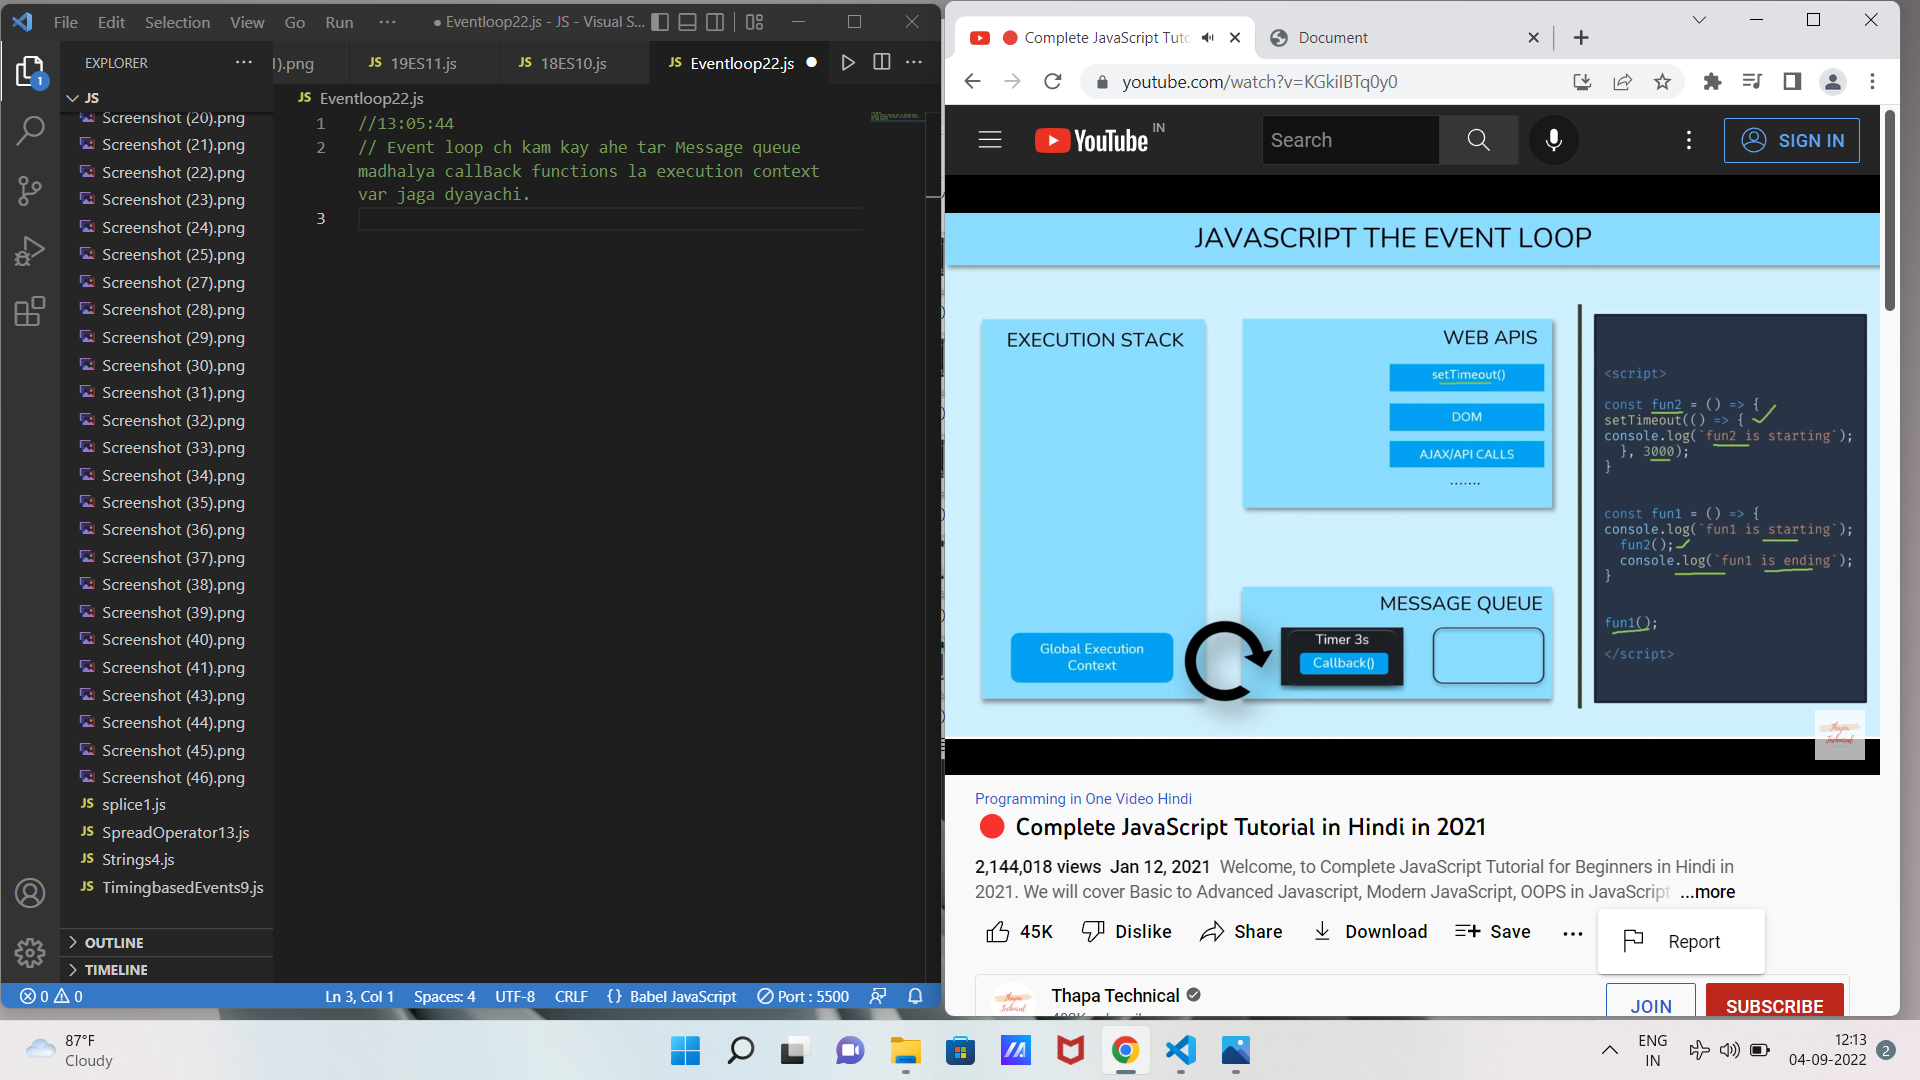 File Edit Selection View Go Run ···
● Eventloop22.js - JS - Visual S...
EXPLORER
).png
JS 19ES11.js
JS 18ES10.js
JS Eventloop22.js
JS
Screenshot (20).png
Screenshot (21).png
Screenshot (22).png
Screenshot (23).png
Screenshot (24).png
Screenshot (25).png
Screenshot (27).png
Screenshot (28).png
Screenshot (29).png
Screenshot (30).png
Screenshot (31).png
Screenshot (32).png
Screenshot (33).png
Screenshot (34).png
Screenshot (35).png
Screenshot (36).png
Screenshot (37).png
Screenshot (38).png
Screenshot (39).png
Screenshot (40).png
Screenshot (41).png
Screenshot (43).png
Screenshot (44).png
Screenshot (45).png
Screenshot (46).png
JS splice1.js
JS SpreadOperator13.js
JS Strings4.js
JS TimingbasedEvents9.js
OUTLINE
TIMELINE
JS Eventloop22.js
1 //13:05:44
2 // Event loop ch kam kay ahe tar Message queue
madhalya callBack functions la execution context
var jaga dyayachi.
3
0 0
Ln 3, Col 1 Spaces: 4 UTF-8 CRLF {} Babel JavaScript Port : 5500
Complete JavaScript Tuto
Document
youtube.com/watch?v=KGkiIBTq0y0
YouTube IN
Search
SIGN IN
JAVASCRIPT THE EVENT LOOP
EXECUTION STACK
Global Execution
Context
WEB APIS
setTimeout()
DOM
AJAX/API CALLS
.......
MESSAGE QUEUE
Timer 3s
Callback()
<script>
const fun2 = () => {
setTimeout(() => {
console.log(`fun2 is starting`);
}, 3000);
}
const fun1 = () => {
console.log(`fun1 is starting`);
fun2();
console.log(`fun1 is ending`);
}
fun1();
</script>
Thapa
Technical
Programming in One Video Hindi
Complete JavaScript Tutorial in Hindi in 2021
2,144,018 views Jan 12, 2021 Welcome, to Complete JavaScript Tutorial for Beginners in Hindi in
2021. We will cover Basic to Advanced Javascript, Modern JavaScript, OOPS in JavaScript ...more
45K Dislike Share Download Save ...
Report
Thapa Technical
JOIN
SUBSCRIBE
87°F
Cloudy
ENG
IN
12:13
04-09-2022
2